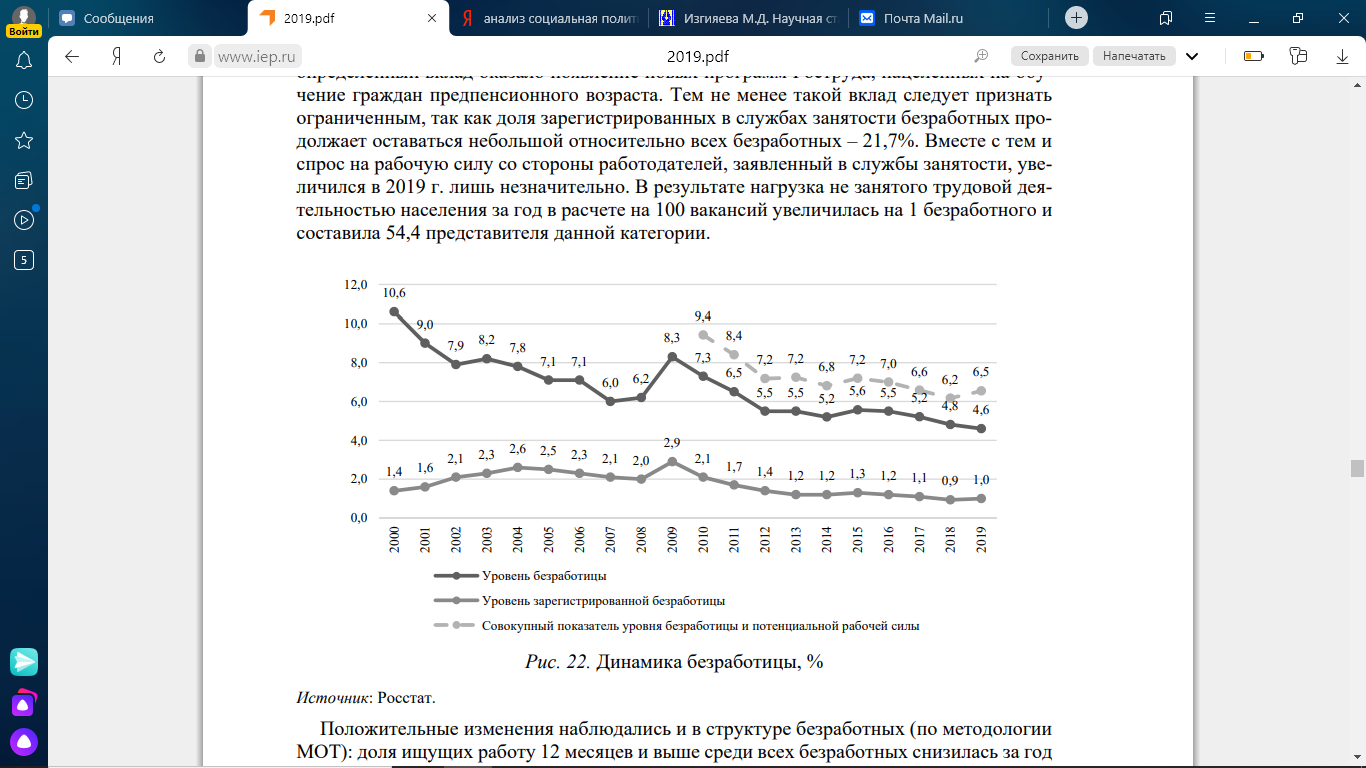 Сообщения
2019.pdf
анализ социальная полит
Изгияева М.Д. Научная ст
Почта Mail.ru
Войти
www.iep.ru
2019.pdf
Сохранить
Напечатать
5
определенный вклад оказало появление новых программ Роструда, нацеленных на обу-
чение граждан предпенсионного возраста. Тем не менее такой вклад следует признать
ограниченным, так как доля зарегистрированных в службах занятости безработных про-
должает оставаться небольшой относительно всех безработных – 21,7%. Вместе с тем и
спрос на рабочую силу со стороны работодателей, заявленный в службы занятости, уве-
личился в 2019 г. лишь незначительно. В результате нагрузка не занятого трудовой дея-
тельностью населения за год в расчете на 100 вакансий увеличилась на 1 безработного и
составила 54,4 представителя данной категории.
12,0
10,0
8,0
6,0
4,0
2,0
0,0
10,6 9,0 7,9 8,2 7,8 7,1 7,1 6,0 6,2 8,3 7,3 6,5 5,5 5,5 5,2 5,6 5,5 5,2 4,8 4,6
9,4 8,4 7,2 7,2 6,8 7,2 7,0 6,6 6,2 6,5
1,4 1,6 2,1 2,3 2,6 2,5 2,3 2,1 2,0 2,9 2,1 1,7 1,4 1,2 1,2 1,3 1,2 1,1 0,9 1,0
2000 2001 2002 2003 2004 2005 2006 2007 2008 2009 2010 2011 2012 2013 2014 2015 2016 2017 2018 2019
Уровень безработицы
Уровень зарегистрированной безработицы
Совокупный показатель уровня безработицы и потенциальной рабочей силы
Рис. 22. Динамика безработицы, %
Источник: Росстат.
Положительные изменения наблюдались и в структуре безработных (по методологии
МОТ): доля ищущих работу 12 месяцев и выше среди всех безработных снизилась за год